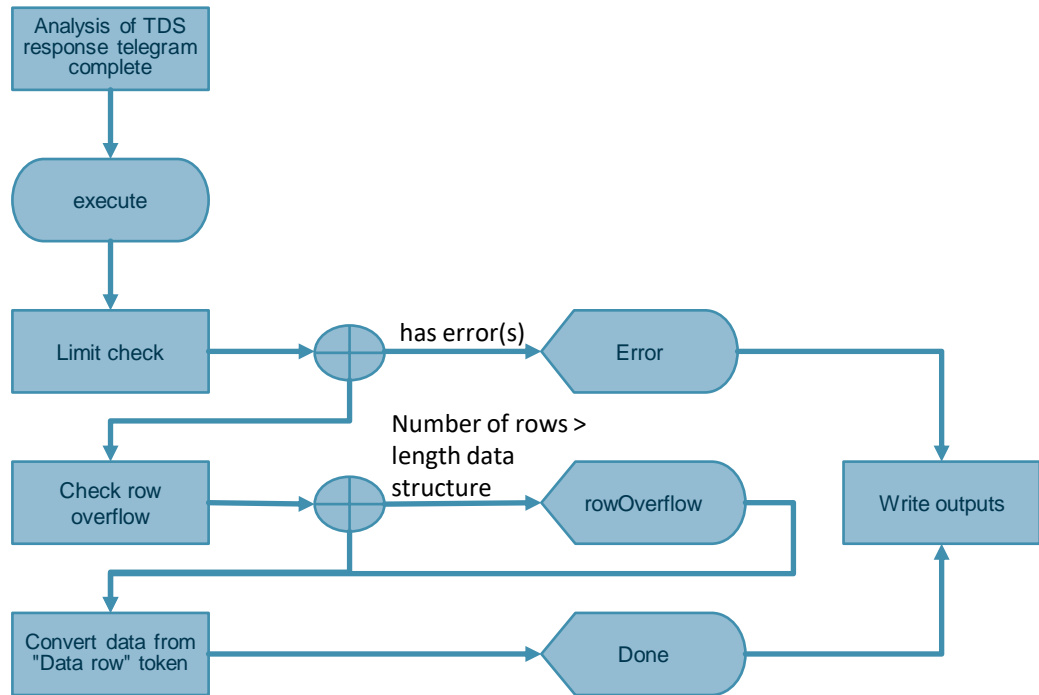 Analysis of TDS
response telegram
complete
execute
Limit check
has error(s)
Error
Number of rows >
length data
structure
Check row
overflow
rowOverflow
Write outputs
Convert data from
"Data row" token
Done